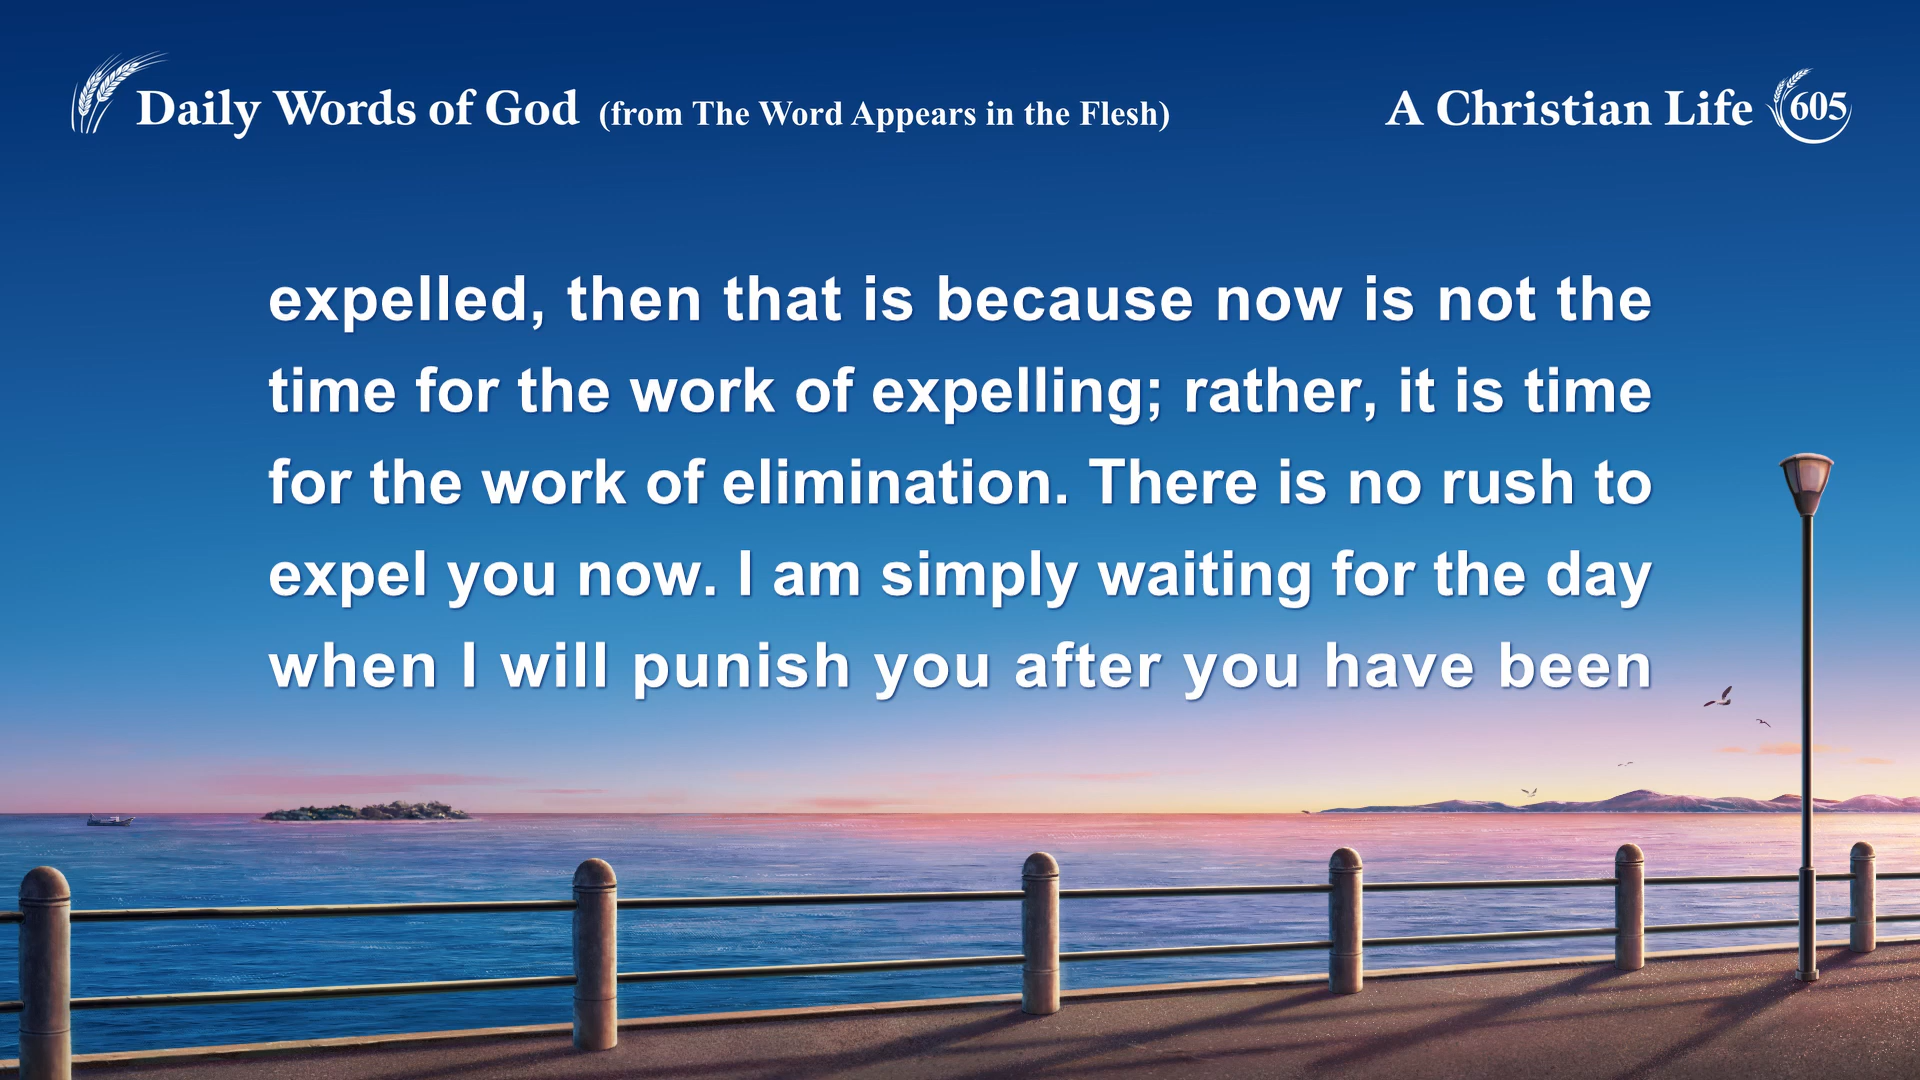 Daily Words of God (from The Word Appears in the Flesh)
A Christian Life 605
expelled, then that is because now is not the
time for the work of expelling; rather, it is time
for the work of elimination. There is no rush to
expel you now. I am simply waiting for the day
when I will punish you after you have been